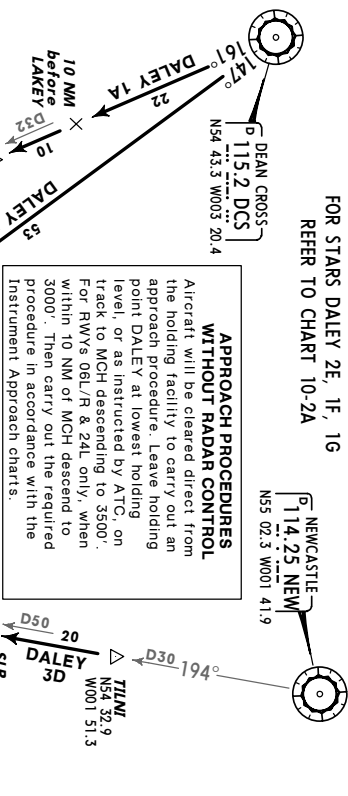 FOR STARS DALEY 2E, 1F, 1G
REFER TO CHART 10-2A
D NEWCASTLE
114.25 NEW
N55 02.3 W001 41.9
D DEAN CROSS
115.2 DCS
N54 43.3 W003 20.4
161°
147°
DALEY 1A
22
10 NM
before
LAKEY
D32
10
DALEY
53
APPROACH PROCEDURES
WITHOUT RADAR CONTROL
Aircraft will be cleared direct from
the holding facility to carry out an
approach procedure. Leave holding
point DALEY at lowest holding
level, or as instructed by ATC, on
track to MCH descending to 3500'.
For RWYs 06L/R & 24L only, when
within 10 NM of MCH descend to
3000'. Then carry out the required
procedure in accordance with the
Instrument Approach charts.
D30
194°
TILNI
N54 32.9
W001 51.3
D50
20
DALEY
3D